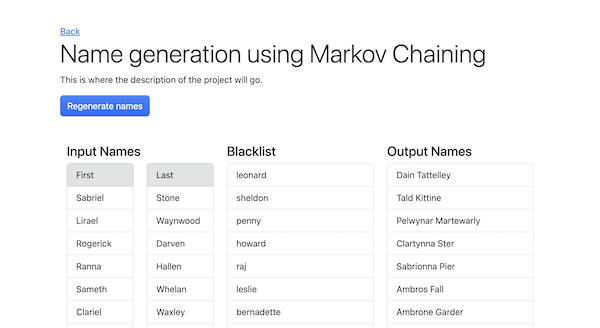 Back
Name generation using Markov Chaining
This is where the description of the project will go.
Regenerate names
Input Names Blacklist Output Names
First Last leonard Dain Tattelley
Sabriel Stone sheldon Tald Kittine
Lirael Waynwood penny Pelwynar Martewarly
Rogerick Darven howard Clartynna Ster
Ranna Hallen raj Sabrionna Pier
Sameth Whelan leslie Ambros Fall
Clariel Waxley bernadette Ambrone Garder